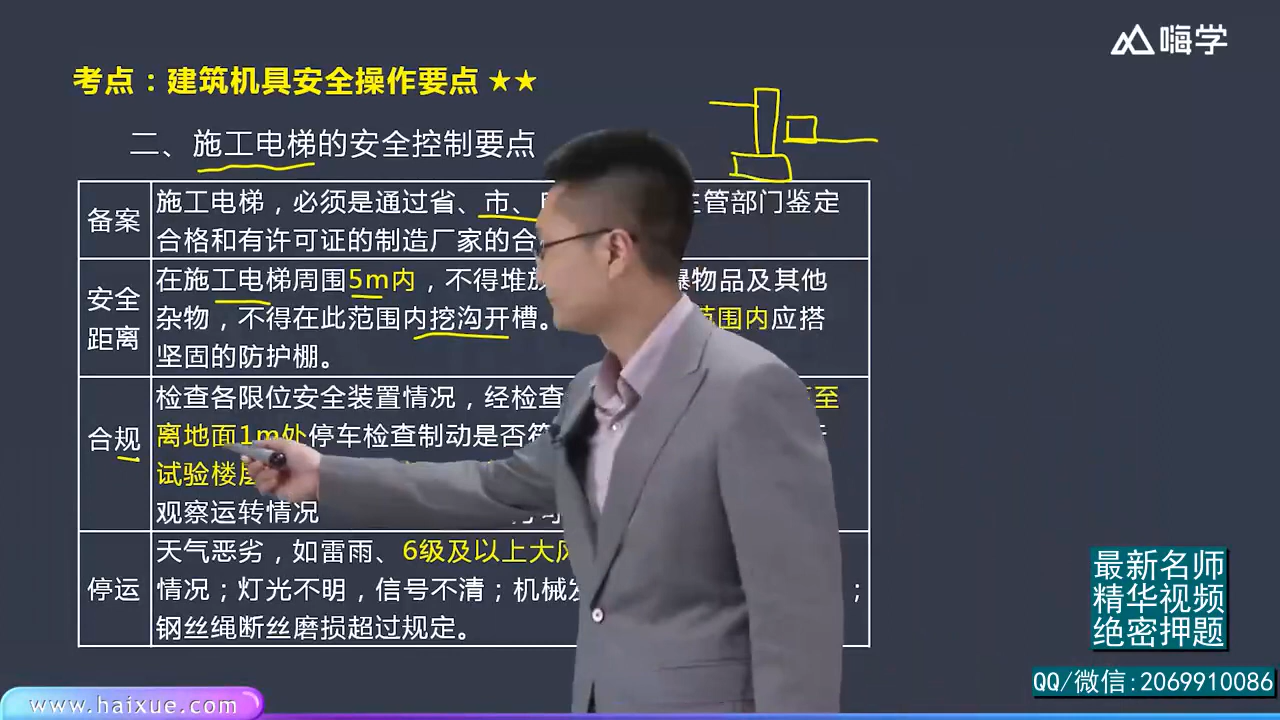 嗨学
考点：建筑机具安全操作要点 ★★
二、施工电梯的安全控制要点
备案
施工电梯，必须是通过省、市、 主管部门鉴定
合格和有许可证的制造厂家的合
安全
距离
在施工电梯周围5m内，不得堆放 爆物品及其他
杂物，不得在此范围内挖沟开槽。 范围内应搭
坚固的防护棚。
合规
检查各限位安全装置情况，经检查 至
离地面1m处停车检查制动是否符
试验楼层
观察运转情况
停运
天气恶劣，如雷雨、6级及以上大风
情况；灯光不明，信号不清；机械发 ；
钢丝绳断丝磨损超过规定。
最新名师
精华视频
绝密押题
QQ/微信:2069910086
www.haixue.com